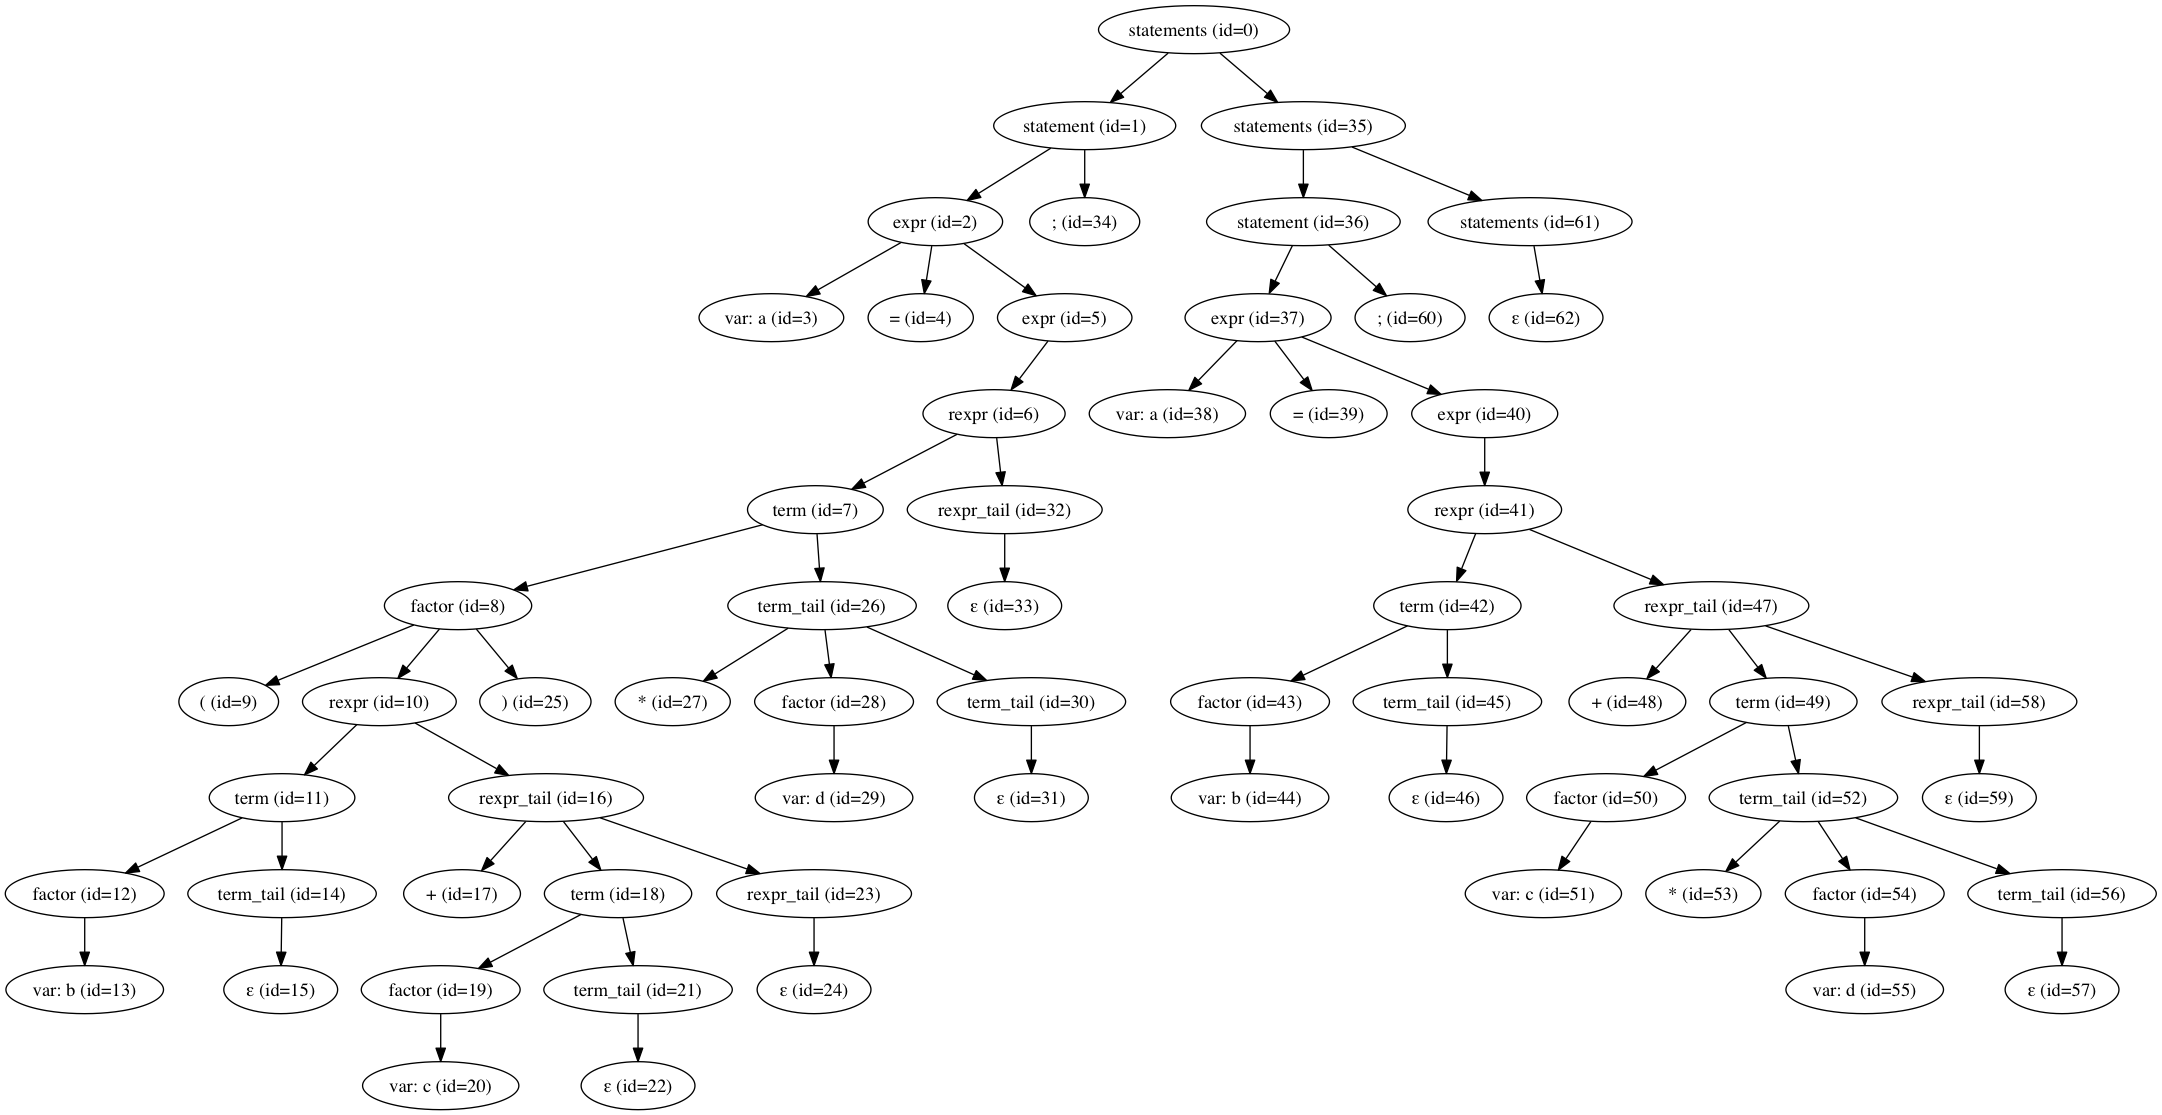 statements (id=0)
statement (id=1)
statements (id=35)
expr (id=2)
; (id=34)
statement (id=36)
statements (id=61)
var: a (id=3)
= (id=4)
expr (id=5)
expr (id=37)
; (id=60)
ε (id=62)
rexpr (id=6)
var: a (id=38)
= (id=39)
expr (id=40)
term (id=7)
rexpr_tail (id=32)
rexpr (id=41)
factor (id=8)
term_tail (id=26)
ε (id=33)
term (id=42)
rexpr_tail (id=47)
( (id=9)
rexpr (id=10)
) (id=25)
* (id=27)
factor (id=28)
term_tail (id=30)
factor (id=43)
term_tail (id=45)
+ (id=48)
term (id=49)
rexpr_tail (id=58)
term (id=11)
rexpr_tail (id=16)
var: d (id=29)
ε (id=31)
var: b (id=44)
ε (id=46)
factor (id=50)
term_tail (id=52)
ε (id=59)
factor (id=12)
term_tail (id=14)
+ (id=17)
term (id=18)
rexpr_tail (id=23)
var: c (id=51)
* (id=53)
factor (id=54)
term_tail (id=56)
var: b (id=13)
ε (id=15)
factor (id=19)
term_tail (id=21)
ε (id=24)
var: d (id=55)
ε (id=57)
var: c (id=20)
ε (id=22)